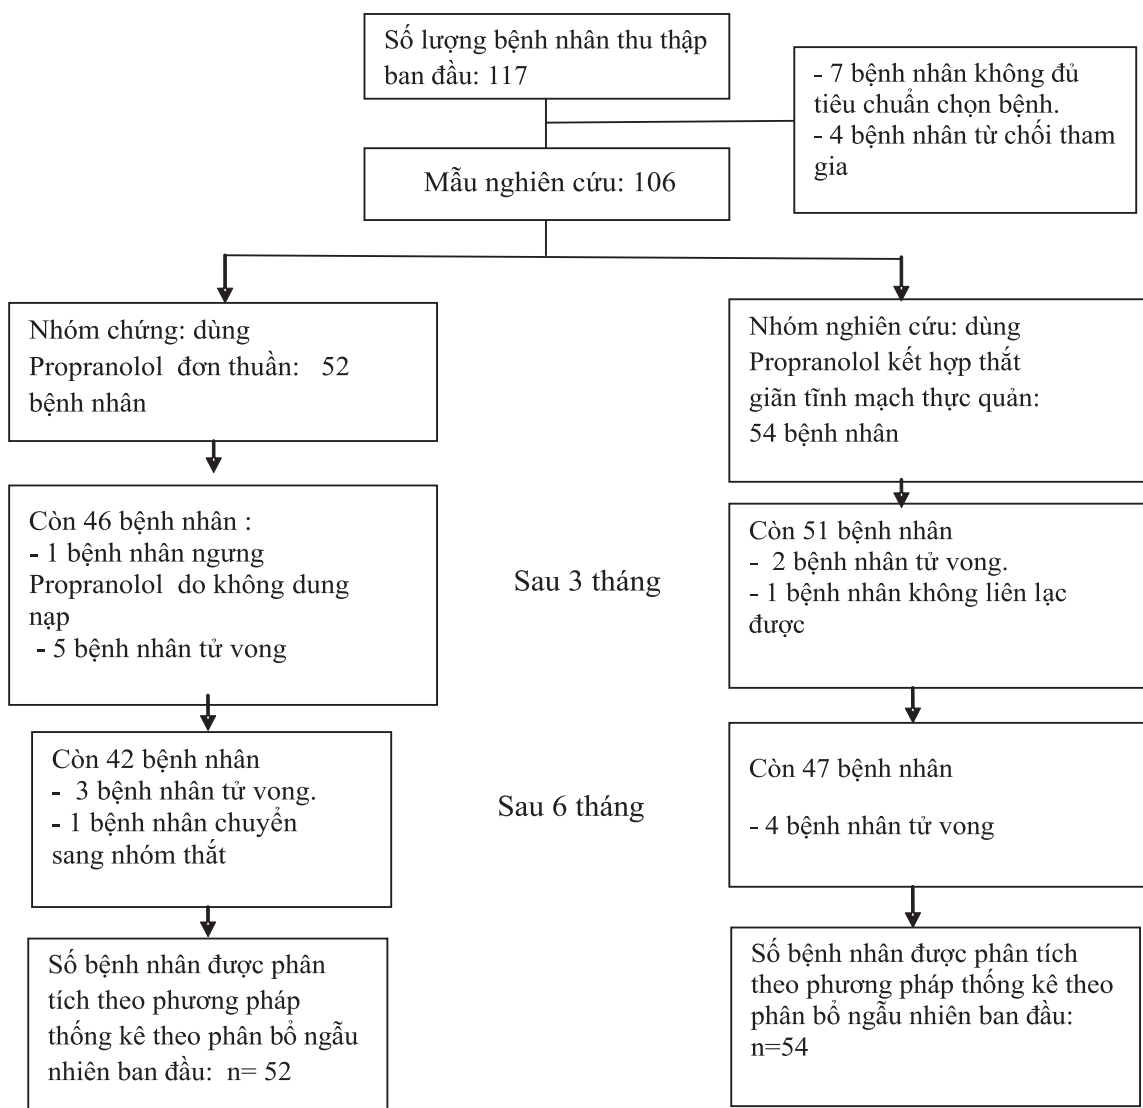 Số lượng bệnh nhân thu thập
ban đầu: 117
- 7 bệnh nhân không đủ
tiêu chuẩn chọn bệnh.
- 4 bệnh nhân từ chối tham
gia
Mẫu nghiên cứu: 106
Nhóm chứng: dùng
Propranolol đơn thuần: 52
bệnh nhân
Nhóm nghiên cứu: dùng
Propranolol kết hợp thắt
giãn tĩnh mạch thực quản:
54 bệnh nhân
Còn 46 bệnh nhân :
- 1 bệnh nhân ngưng
Propranolol do không dung
nạp
- 5 bệnh nhân tử vong
Sau 3 tháng
Còn 51 bệnh nhân
- 2 bệnh nhân tử vong.
- 1 bệnh nhân không liên lạc
được
Còn 42 bệnh nhân
- 3 bệnh nhân tử vong.
- 1 bệnh nhân chuyển
sang nhóm thắt
Sau 6 tháng
Còn 47 bệnh nhân
- 4 bệnh nhân tử vong
Số bệnh nhân được phân
tích theo phương pháp
thống kê theo phân bổ ngẫu
nhiên ban đầu: n= 52
Số bệnh nhân được phân tích
theo phương pháp thống kê theo
phân bổ ngẫu nhiên ban đầu:
n=54